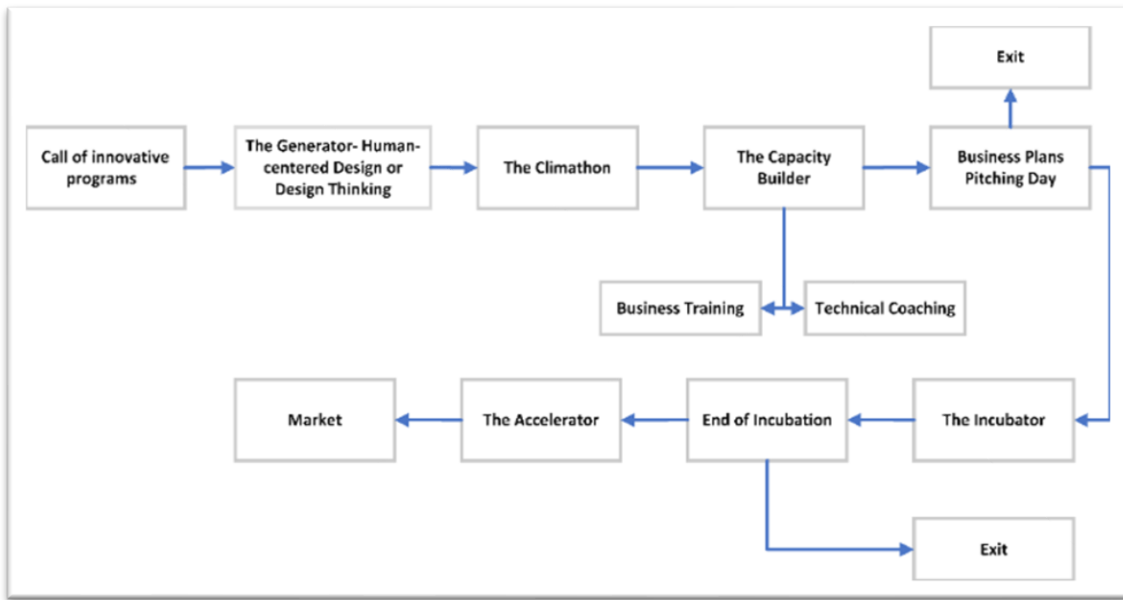 Exit
Call of innovative
programs
The Generator- Human-
centered Design or
Design Thinking
The Climathon
The Capacity
Builder
Business Plans
Pitching Day
Business Training
Technical Coaching
Market
The Accelerator
End of Incubation
The Incubator
Exit